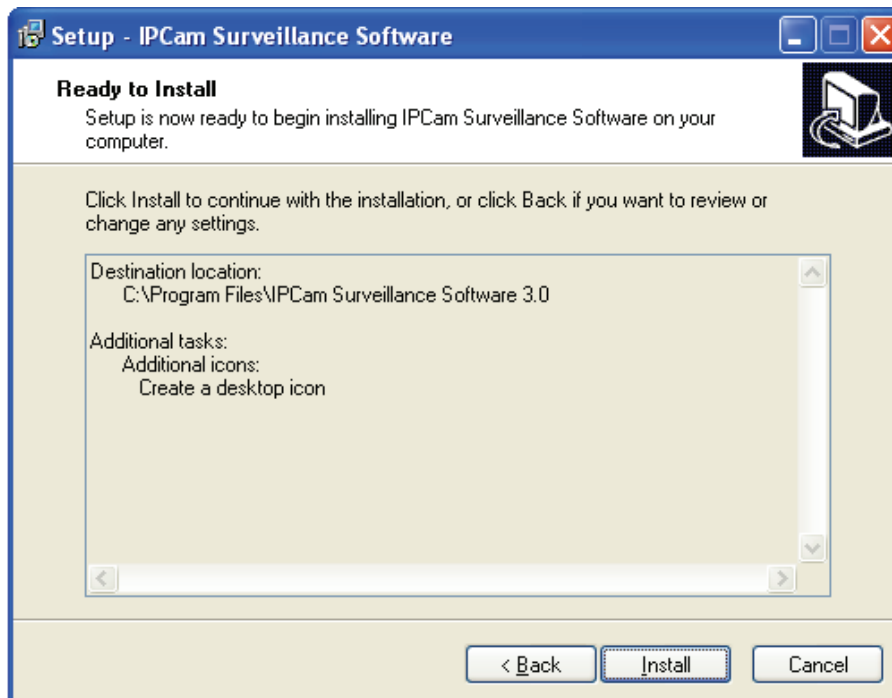 Setup - IPCam Surveillance Software
Ready to Install
Setup is now ready to begin installing IPCam Surveillance Software on your
computer.
Click Install to continue with the installation, or click Back if you want to review or
change any settings.
Destination location:
C:\Program Files\IPCam Surveillance Software 3.0
Additional tasks:
Additional icons:
Create a desktop icon
< Back
Install
Cancel